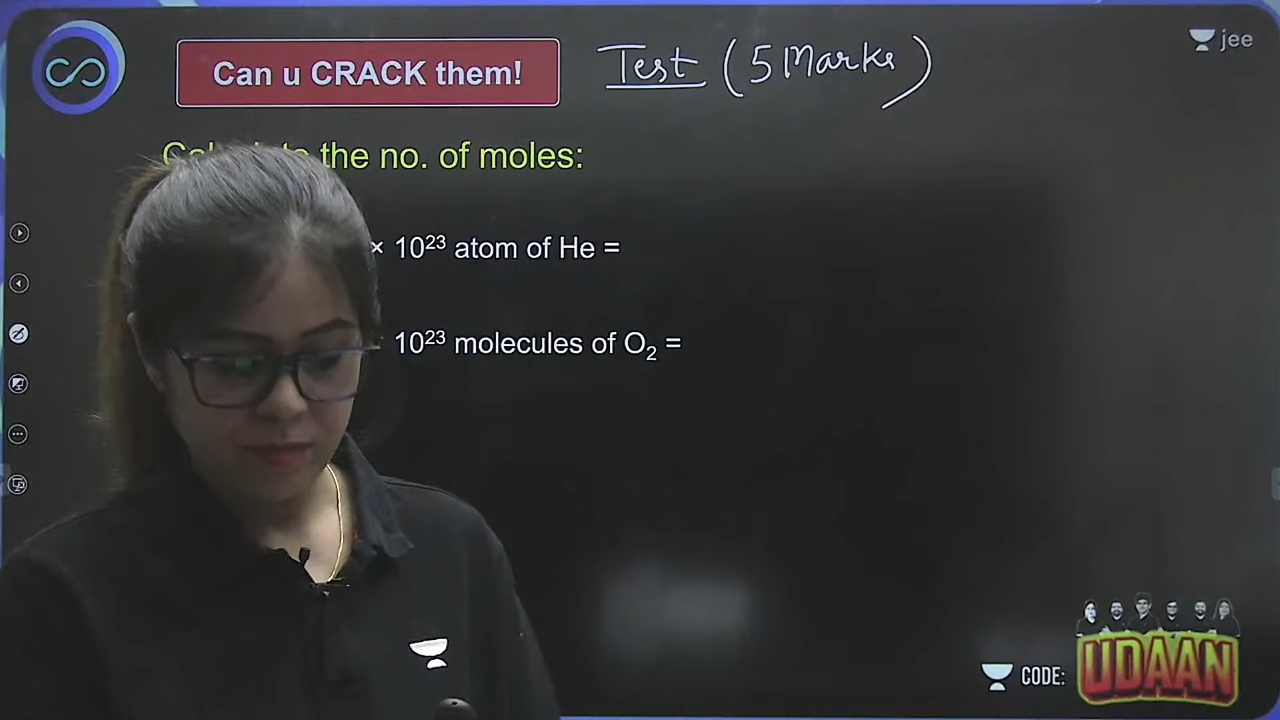 Can u CRACK them! Test (5 Marks)
jee
the no. of moles:
× 10²³ atom of He =
10²³ molecules of O₂ =
CODE: UDAAN